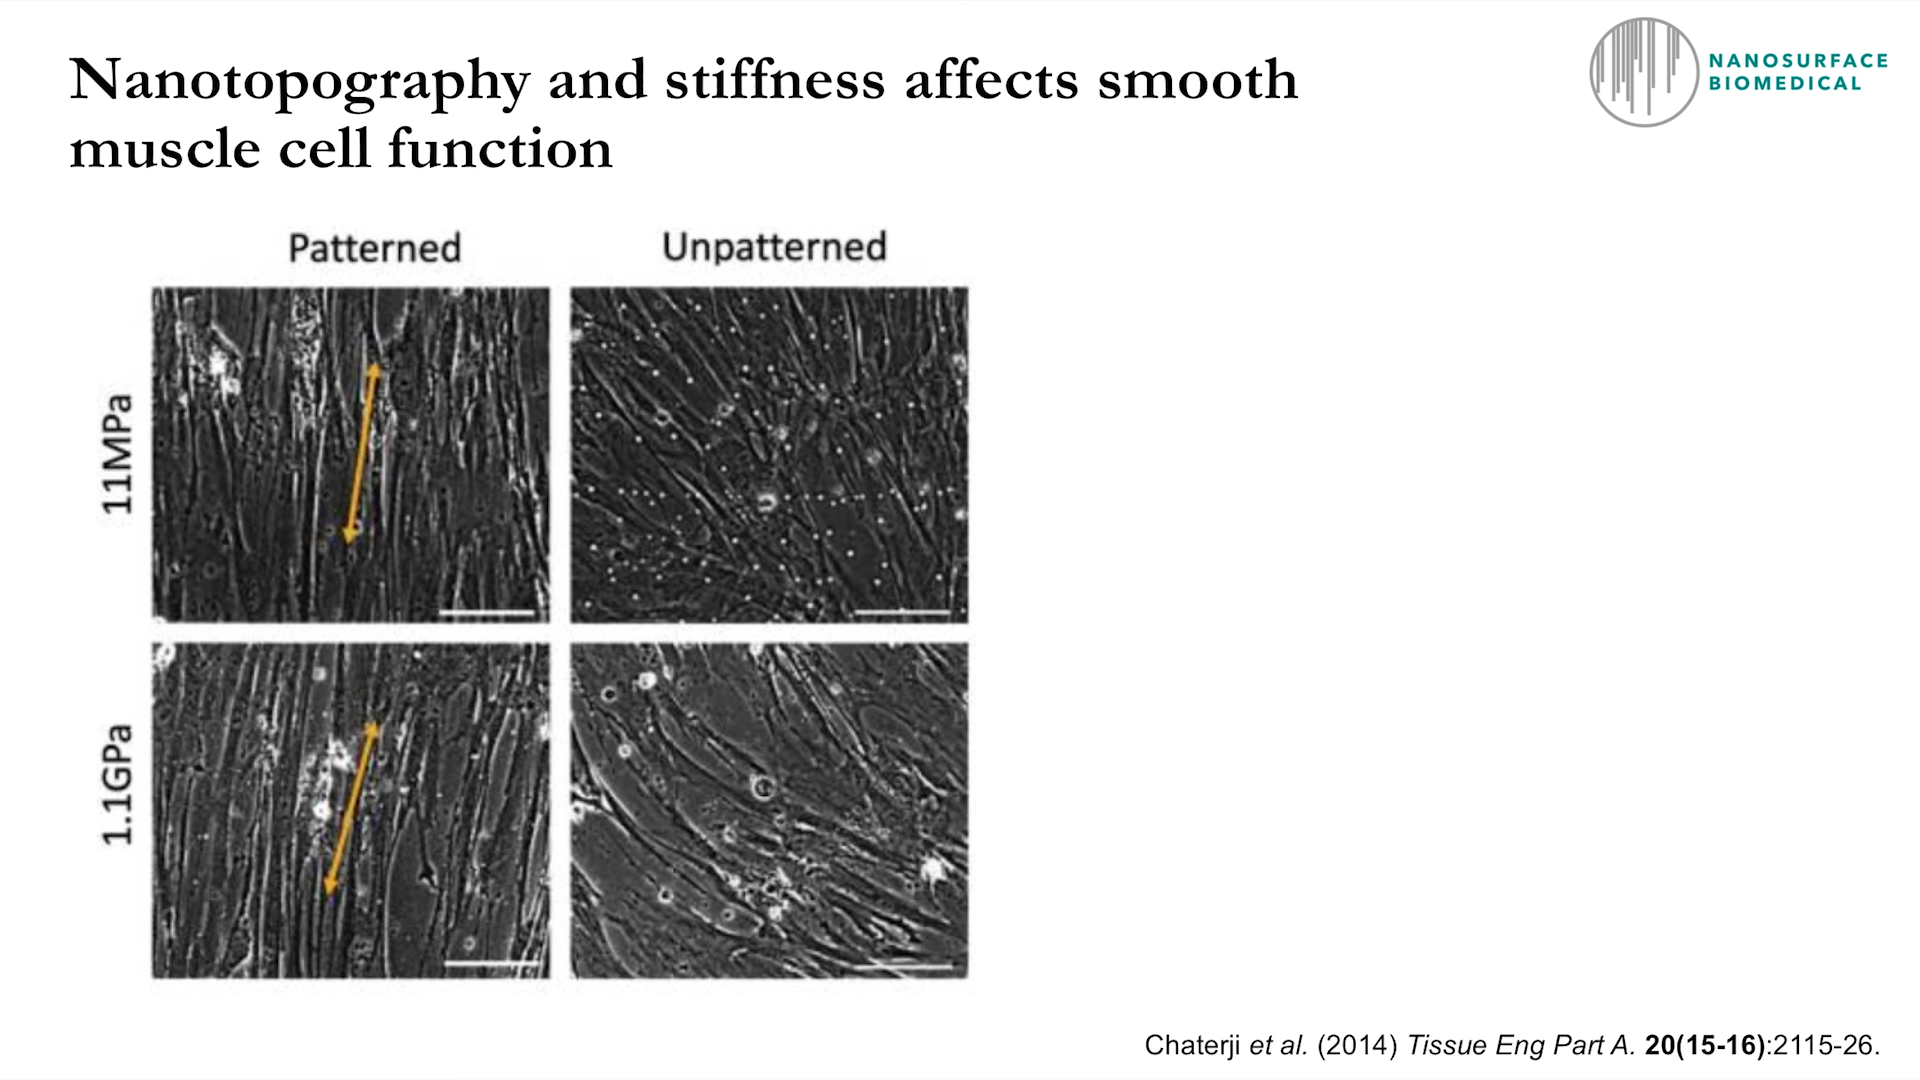 Nanotopography and stiffness affects smooth
muscle cell function
NANOSURFACE
BIOMEDICAL
Patterned
Unpatterned
11MPa
1.1GPa
Chaterji et al. (2014) Tissue Eng Part A. 20(15-16):2115-26.